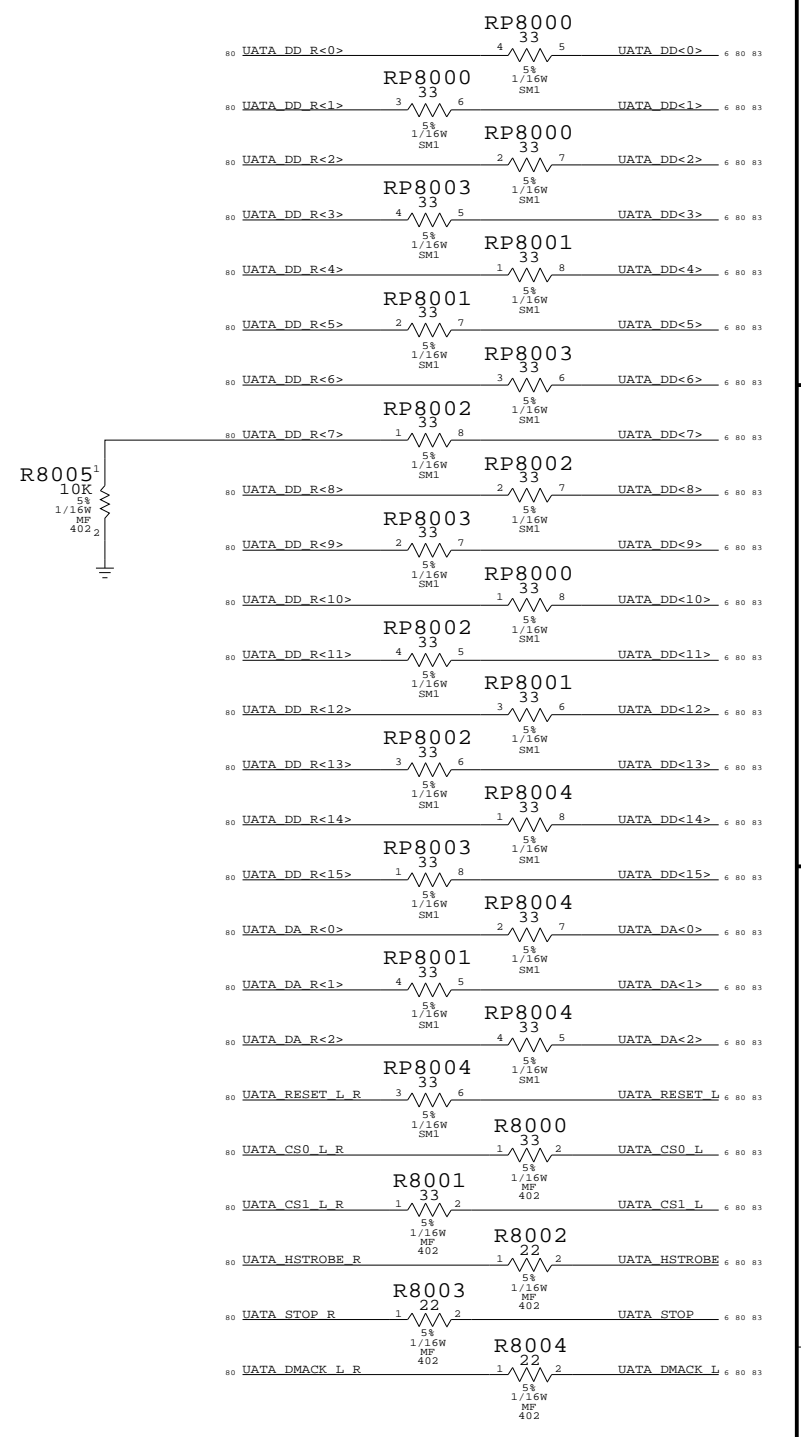 RP8000
33
80 UATA_DD_R<0> 4 5 UATA_DD<0> 6 80 83
5%
1/16W
SM1
RP8000
33
80 UATA_DD_R<1> 3 6 UATA_DD<1> 6 80 83
5%
1/16W
SM1
RP8000
33
80 UATA_DD_R<2> 2 7 UATA_DD<2> 6 80 83
5%
1/16W
SM1
RP8003
33
80 UATA_DD_R<3> 4 5 UATA_DD<3> 6 80 83
5%
1/16W
SM1
RP8001
33
80 UATA_DD_R<4> 1 8 UATA_DD<4> 6 80 83
5%
1/16W
SM1
RP8001
33
80 UATA_DD_R<5> 2 7 UATA_DD<5> 6 80 83
5%
1/16W
SM1
RP8003
33
80 UATA_DD_R<6> 3 6 UATA_DD<6> 6 80 83
5%
1/16W
SM1
RP8002
33
80 UATA_DD_R<7> 1 8 UATA_DD<7> 6 80 83
5%
1/16W
SM1
R8005 1
10K
5%
1/16W
MF
402 2
RP8002
33
80 UATA_DD_R<8> 2 7 UATA_DD<8> 6 80 83
5%
1/16W
SM1
RP8003
33
80 UATA_DD_R<9> 2 7 UATA_DD<9> 6 80 83
5%
1/16W
SM1
RP8000
33
80 UATA_DD_R<10> 1 8 UATA_DD<10> 6 80 83
5%
1/16W
SM1
RP8002
33
80 UATA_DD_R<11> 4 5 UATA_DD<11> 6 80 83
5%
1/16W
SM1
RP8001
33
80 UATA_DD_R<12> 3 6 UATA_DD<12> 6 80 83
5%
1/16W
SM1
RP8002
33
80 UATA_DD_R<13> 3 6 UATA_DD<13> 6 80 83
5%
1/16W
SM1
RP8004
33
80 UATA_DD_R<14> 1 8 UATA_DD<14> 6 80 83
5%
1/16W
SM1
RP8003
33
80 UATA_DD_R<15> 1 8 UATA_DD<15> 6 80 83
5%
1/16W
SM1
RP8004
33
80 UATA_DA_R<0> 2 7 UATA_DA<0> 6 80 83
5%
1/16W
SM1
RP8001
33
80 UATA_DA_R<1> 4 5 UATA_DA<1> 6 80 83
5%
1/16W
SM1
RP8004
33
80 UATA_DA_R<2> 4 5 UATA_DA<2> 6 80 83
5%
1/16W
SM1
RP8004
33
80 UATA_RESET_L_R 3 6 UATA_RESET_L 6 80 83
5%
1/16W
SM1
R8000
33
80 UATA_CS0_L_R 1 2 UATA_CS0_L 6 80 83
5%
1/16W
MF
402
R8001
33
80 UATA_CS1_L_R 1 2 UATA_CS1_L 6 80 83
5%
1/16W
MF
402
R8002
22
80 UATA_HSTROBE_R 1 2 UATA_HSTROBE 6 80 83
5%
1/16W
MF
402
R8003
22
80 UATA_STOP_R 1 2 UATA_STOP 6 80 83
5%
1/16W
MF
402
R8004
22
80 UATA_DMACK_L_R 1 2 UATA_DMACK_L 6 80 83
5%
1/16W
MF
402